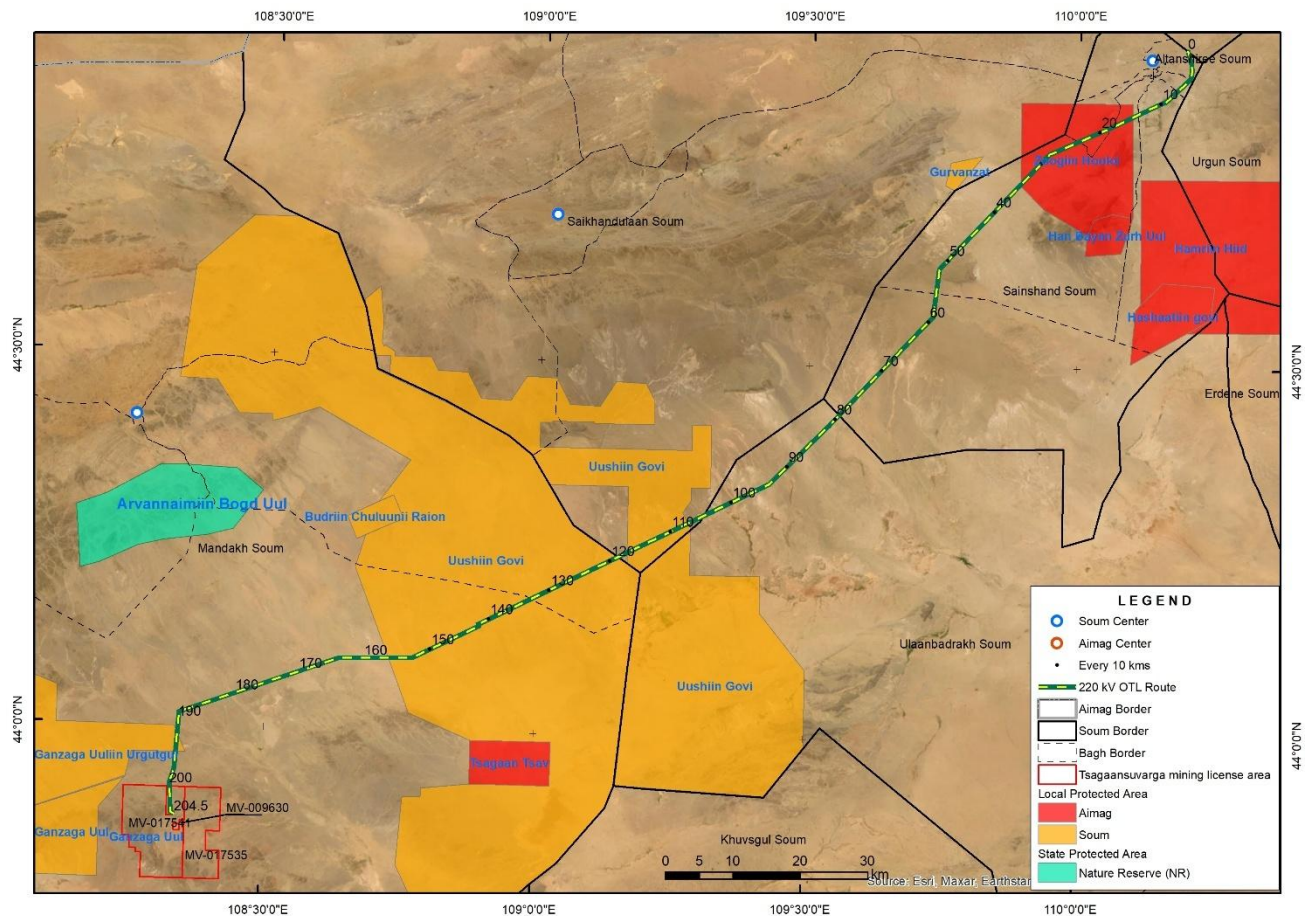 108°30'0"E
109°0'0"E
109°30'0"E
110°0'0"E
0
Altanshiree Soum
10
20
Urgun Soum
Gurvanzat
40
Saikhandulaan Soum
Hamriin Hiid
50
Sainshand Soum
60
44°30'0"N
44°30'0"N
70
Erdene Soum
80
90
Uushiin Govi
100
Arvannaimiin Bogd Uul
Budriin Chuluunii Raion
110
Mandakh Soum
120
Uushiin Govi
130
140
150
160
170
180
190
Ulaanbadrakh Soum
Uushiin Govi
44°0'0"N
44°0'0"N
Ganzaga Uuliin Urgutgul
Tsagaan Tsav
200
204.5
MV-009630
MV-017541
Ganzaga Uul
Ganzaga Uul
MV-017535
Khuvsgul Soum
0 5 10 20 30
km
Source: Esri, Maxar, Earthstar
LEGEND
Soum Center
Aimag Center
Every 10 kms
220 kV OTL Route
Aimag Border
Soum Border
Bagh Border
Tsagaansuvarga mining license area
Local Protected Area
Aimag
Soum
State Protected Area
Nature Reserve (NR)
108°30'0"E
109°0'0"E
109°30'0"E
110°0'0"E